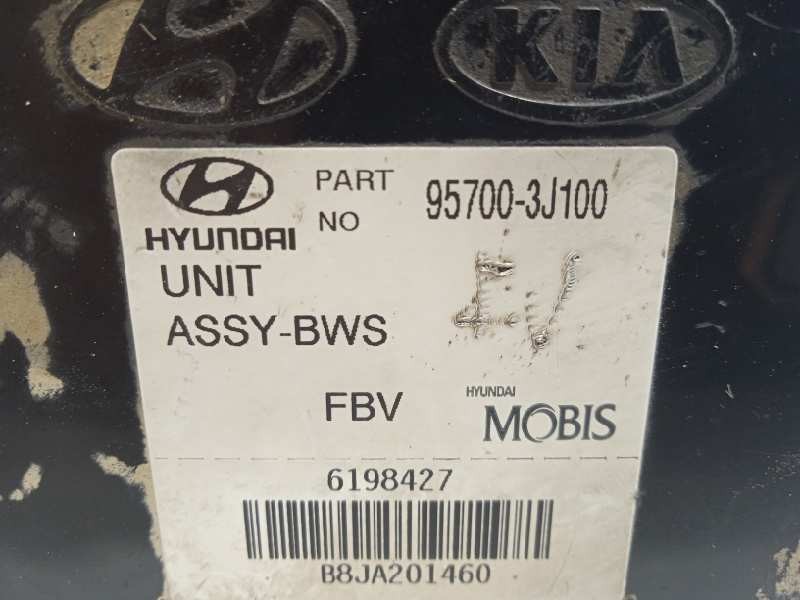 KIA
PART
NO
95700-3J100
HYUNDAI
UNIT
ASSY-BWS
FBV
HYUNDAI
MOBIS
6198427
B8JA201460